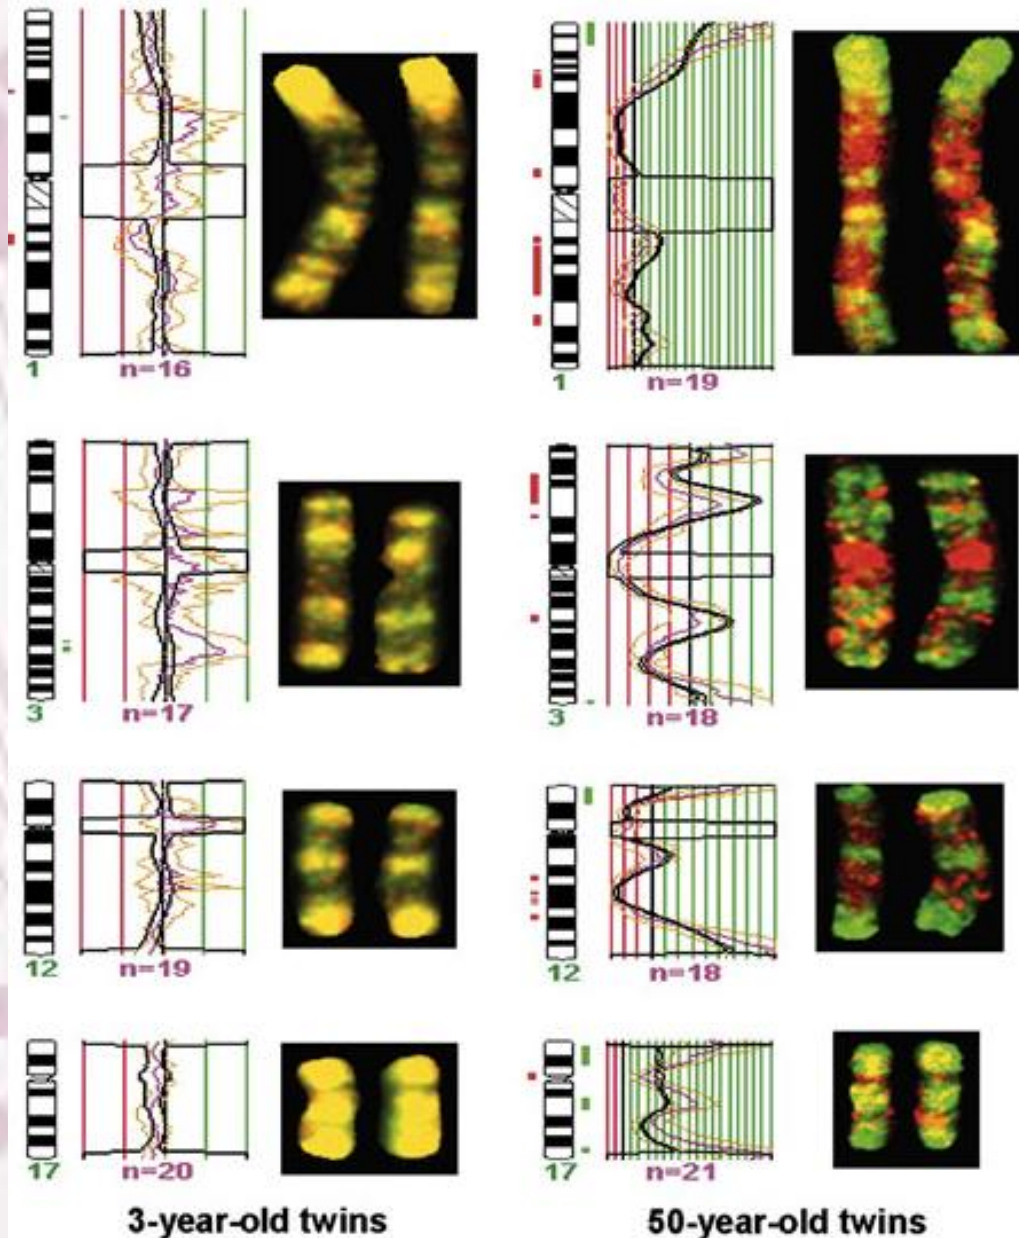 1
n=16
1
n=19
3
n=17
3
n=18
12
n=19
12
n=18
17
n=20
17
n=21
3-year-old twins
50-year-old twins